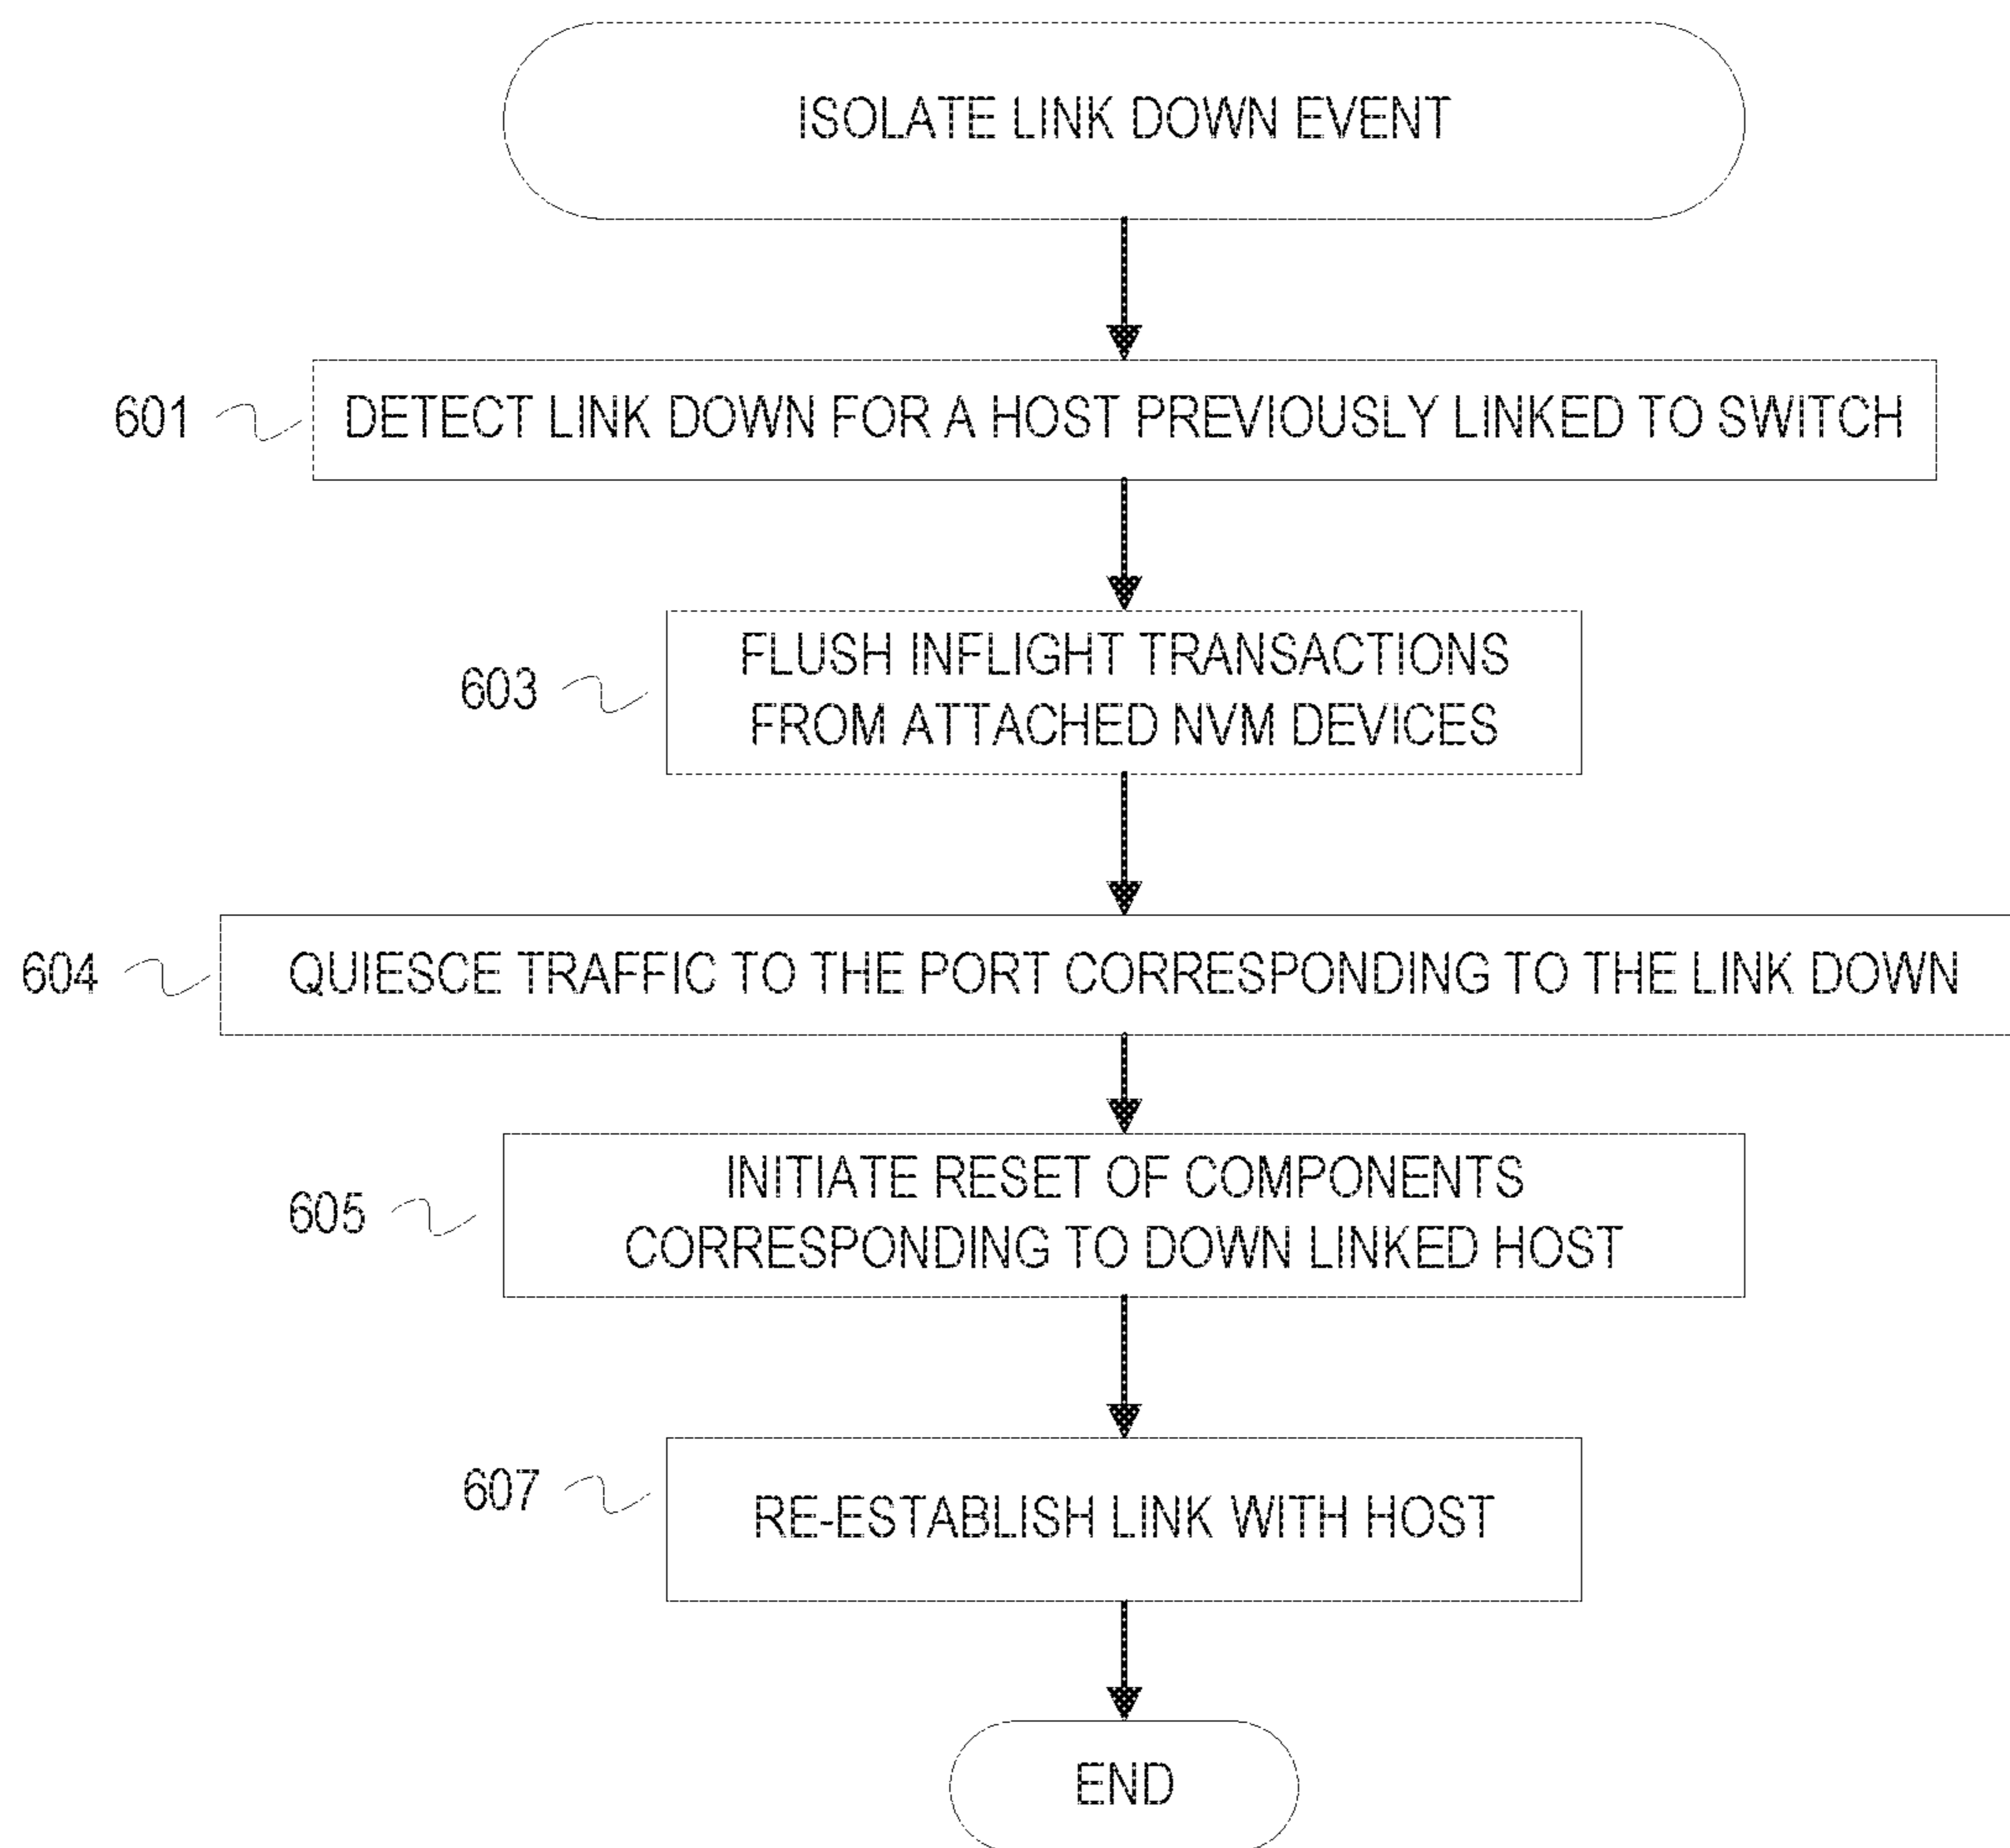 ISOLATE LINK DOWN EVENT
601
DETECT LINK DOWN FOR A HOST PREVIOUSLY LINKED TO SWITCH
603
FLUSH INFLIGHT TRANSACTIONS
FROM ATTACHED NVM DEVICES
604
QUIESCE TRAFFIC TO THE PORT CORRESPONDING TO THE LINK DOWN
605
INITIATE RESET OF COMPONENTS
CORRESPONDING TO DOWN LINKED HOST
607
RE-ESTABLISH LINK WITH HOST
END